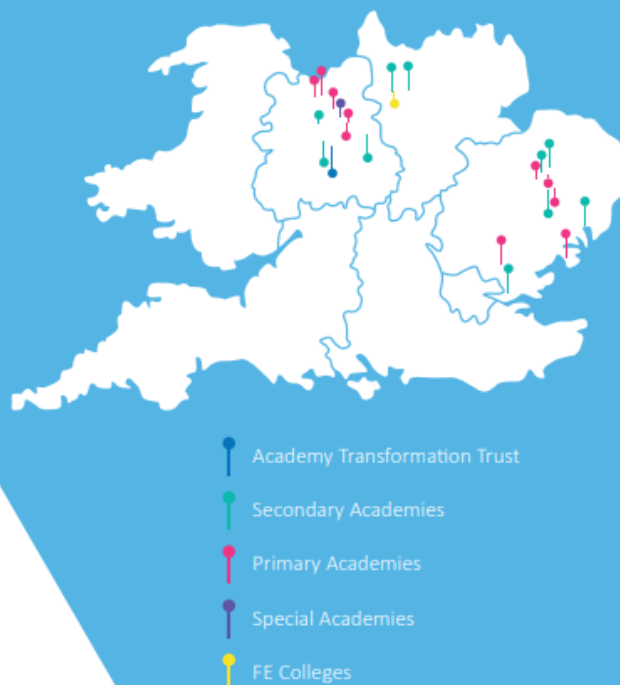 Academy Transformation Trust
Secondary Academies
Primary Academies
Special Academies
FE Colleges